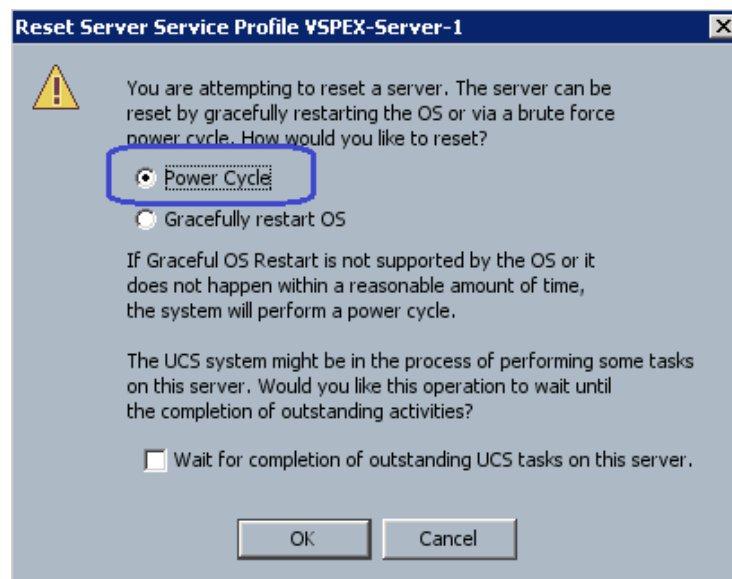 Reset Server Service Profile VSPEX-Server-1
You are attempting to reset a server. The server can be
reset by gracefully restarting the OS or via a brute force
power cycle. How would you like to reset?
Power Cycle
Gracefully restart OS
If Graceful OS Restart is not supported by the OS or it
does not happen within a reasonable amount of time,
the system will perform a power cycle.
The UCS system might be in the process of performing some tasks
on this server. Would you like this operation to wait until
the completion of outstanding activities?
Wait for completion of outstanding UCS tasks on this server.
OK
Cancel